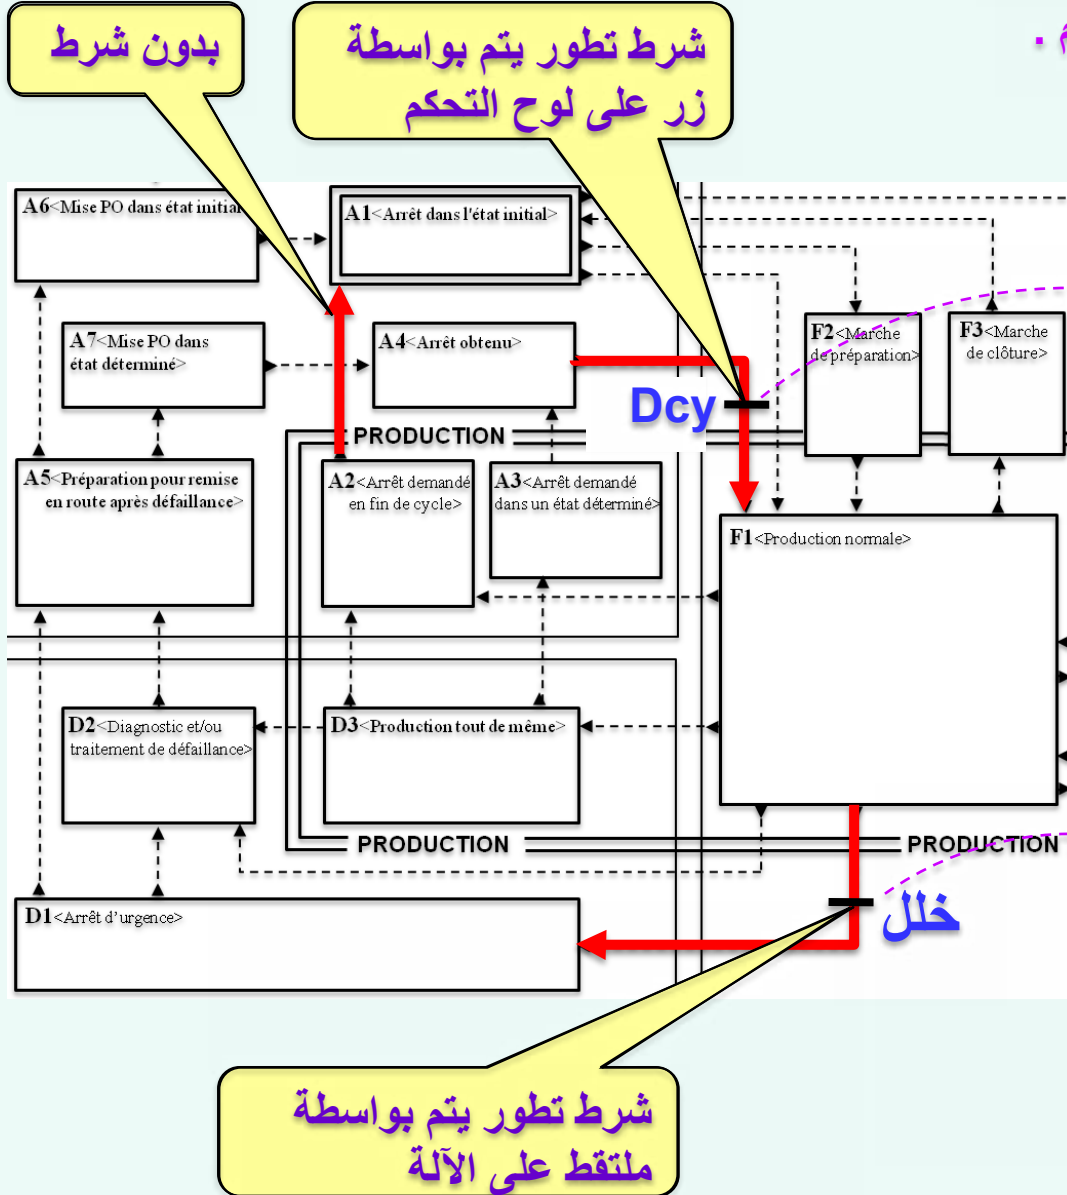 بدون شرط
شرط تطور يتم بواسطة
زر على لوح التحكم
A6<Mise PO dans état initial
A1<Arrêt dans l'état initial>
A7<Mise PO dans
état déterminé>
A4<Arrêt obtenu>
F2<Marche
de préparation>
F3<Marche
de clôture>
Dcy
PRODUCTION
A5<Préparation pour remise
en route après défaillance>
A2<Arrêt demandé
en fin de cycle>
A3<Arrêt demandé
dans un état déterminé>
F1<Production normale>
D2<Diagnostic et/ou
traitement de défaillance>
D3<Production tout de même>
PRODUCTION
PRODUCTION
D1<Arrêt d'urgence>
خلل
شرط تطور يتم بواسطة
ملتقط على الآلة